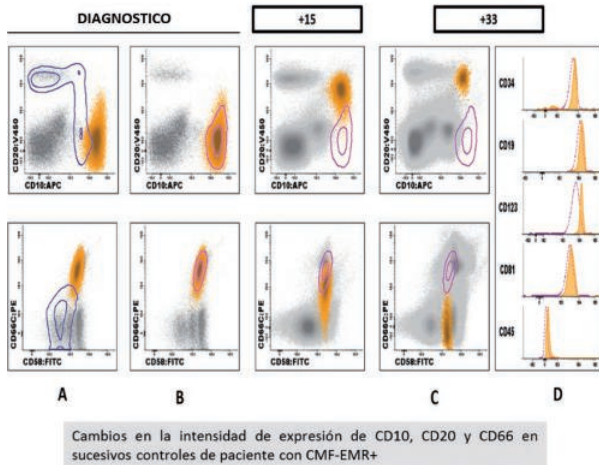 DIAGNOSTICO
+15
+33
CD20:V450
CD10:APC
CD20:V450
CD10:APC
CD20:V450
CD10:APC
CD20:V450
CD10:APC
CD34
CD19
CD123
CD81
CD45
CD66C:PE
CD58:FITC
CD66C:PE
CD58:FITC
CD66C:PE
CD58:FITC
CD66C:PE
CD58:FITC
A
B
C
D
Cambios en la intensidad de expresión de CD10, CD20 y CD66 en
sucesivos controles de paciente con CMF-EMR+